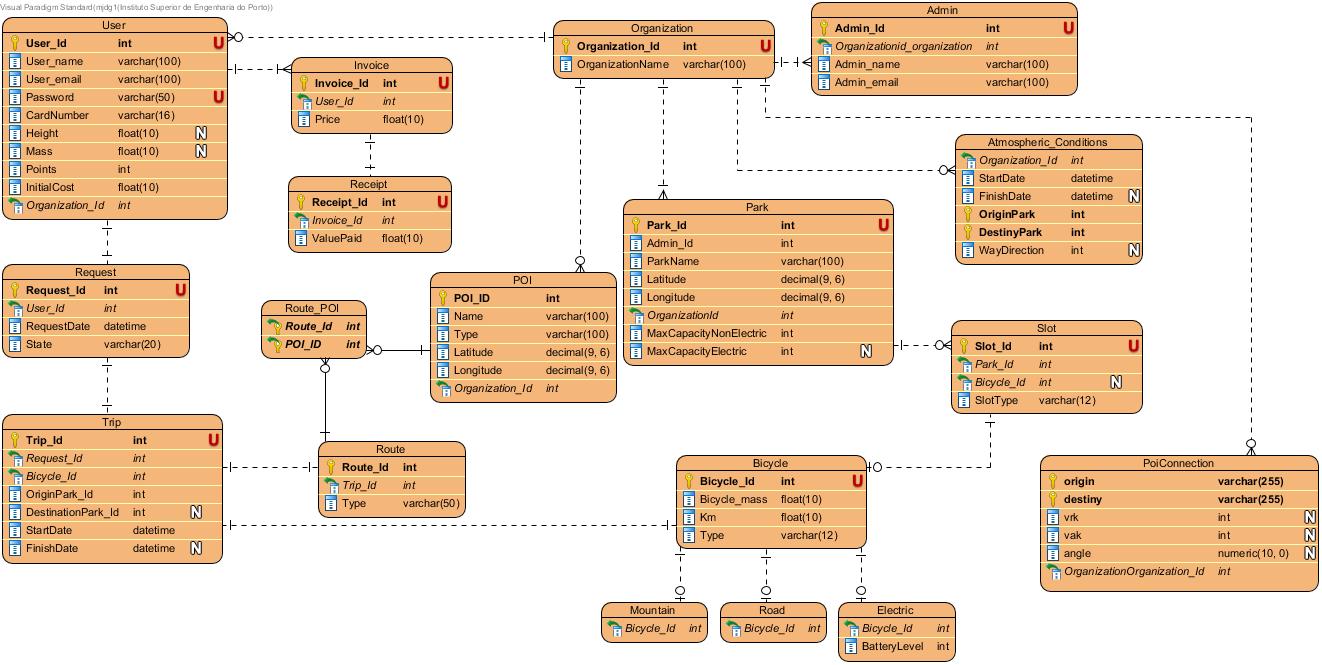 Visual Paradigm Standard(mjdg1(Instituto Superior de Engenharia do Porto))
User
User_Id int U
User_name varchar(100)
User_email varchar(100)
Password varchar(50) U
CardNumber varchar(16)
Height float(10) N
Mass float(10) N
Points int
InitialCost float(10)
Organization_Id int
Invoice
Invoice_Id int U
User_Id int
Price float(10)
Receipt
Receipt_Id int U
Invoice_Id int
ValuePaid float(10)
Organization
Organization_Id int U
OrganizationName varchar(100)
Admin
Admin_Id int U
Organizationid_organization int
Admin_name varchar(100)
Admin_email varchar(100)
Atmospheric_Conditions
Organization_Id int
StartDate datetime
FinishDate datetime N
OriginPark int
DestinyPark int
WayDirection int N
Park
Park_Id int U
Admin_Id int
ParkName varchar(100)
Latitude decimal(9, 6)
Longitude decimal(9, 6)
OrganizationId int
MaxCapacityNonElectric int
MaxCapacityElectric int N
Request
Request_Id int U
User_Id int
RequestDate datetime
State varchar(20)
Route_POI
Route_Id int
POI_ID int
POI
POI_ID int
Name varchar(100)
Type varchar(100)
Latitude decimal(9, 6)
Longitude decimal(9, 6)
Organization_Id int
Slot
Slot_Id int U
Park_Id int
Bicycle_Id int N
SlotType varchar(12)
Trip
Trip_Id int U
Request_Id int
Bicycle_Id int
OriginPark_Id int
DestinationPark_Id int N
StartDate datetime
FinishDate datetime N
Route
Route_Id int
Trip_Id int
Type varchar(50)
Bicycle
Bicycle_Id int U
Bicycle_mass float(10)
Km float(10)
Type varchar(12)
PoiConnection
origin varchar(255)
destiny varchar(255)
vrk int N
vak int N
angle numeric(10, 0) N
OrganizationOrganization_Id int
Mountain
Bicycle_Id int
Road
Bicycle_Id int
Electric
Bicycle_Id int
BatteryLevel int